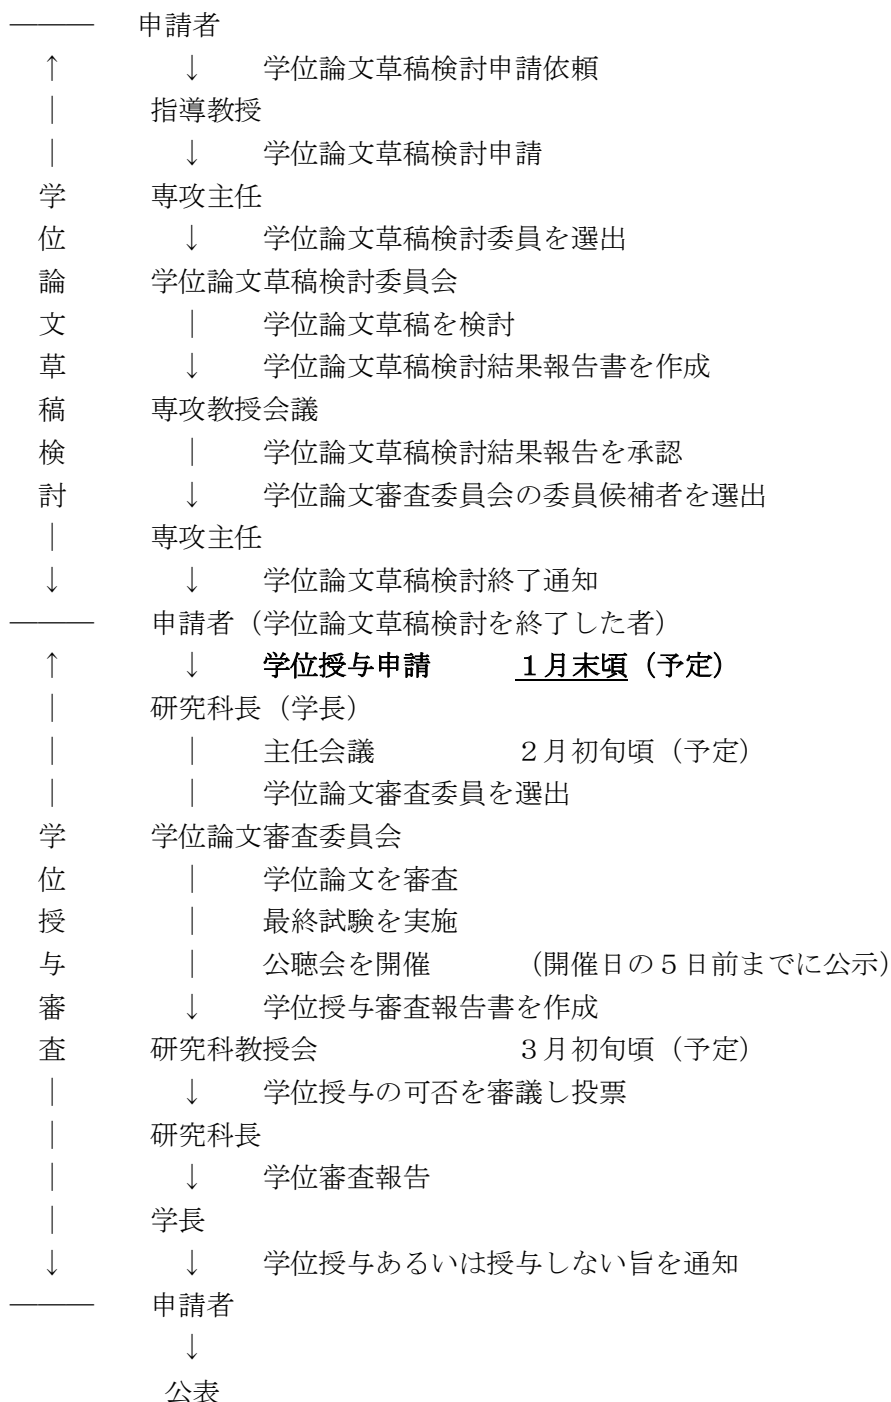 ――― 申請者
↑ ↓ 学位論文草稿検討申請依頼
｜ 指導教授
｜ ↓ 学位論文草稿検討申請
学 専攻主任
位 ↓ 学位論文草稿検討委員を選出
論 学位論文草稿検討委員会
文 ｜ 学位論文草稿を検討
草 ↓ 学位論文草稿検討結果報告書を作成
稿 専攻教授会議
検 ｜ 学位論文草稿検討結果報告を承認
討 ↓ 学位論文審査委員会の委員候補者を選出
｜ 専攻主任
↓ ↓ 学位論文草稿検討終了通知
――― 申請者（学位論文草稿検討を終了した者）
↑ ↓ 学位授与申請 １月末頃（予定）
｜ 研究科長（学長）
｜ ｜ 主任会議 ２月初旬頃（予定）
｜ ｜ 学位論文審査委員を選出
学 学位論文審査委員会
位 ｜ 学位論文を審査
授 ｜ 最終試験を実施
与 ｜ 公聴会を開催 （開催日の５日前までに公示）
審 ↓ 学位授与審査報告書を作成
査 研究科教授会 ３月初旬頃（予定）
｜ ↓ 学位授与の可否を審議し投票
｜ 研究科長
｜ ↓ 学位審査報告
｜ 学長
↓ ↓ 学位授与あるいは授与しない旨を通知
――― 申請者
↓
公表